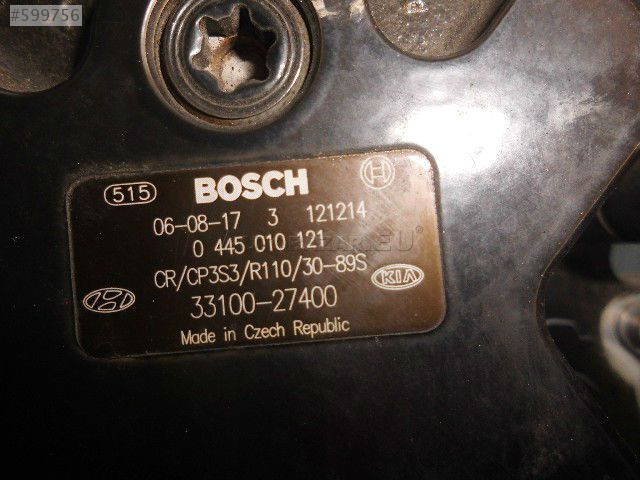 #599756
515 BOSCH
06-08-17 3 121214
0 445 010 121
CR/CP3S3/R110/30-89S
KIA
33100-27400
Made in Czech Republic